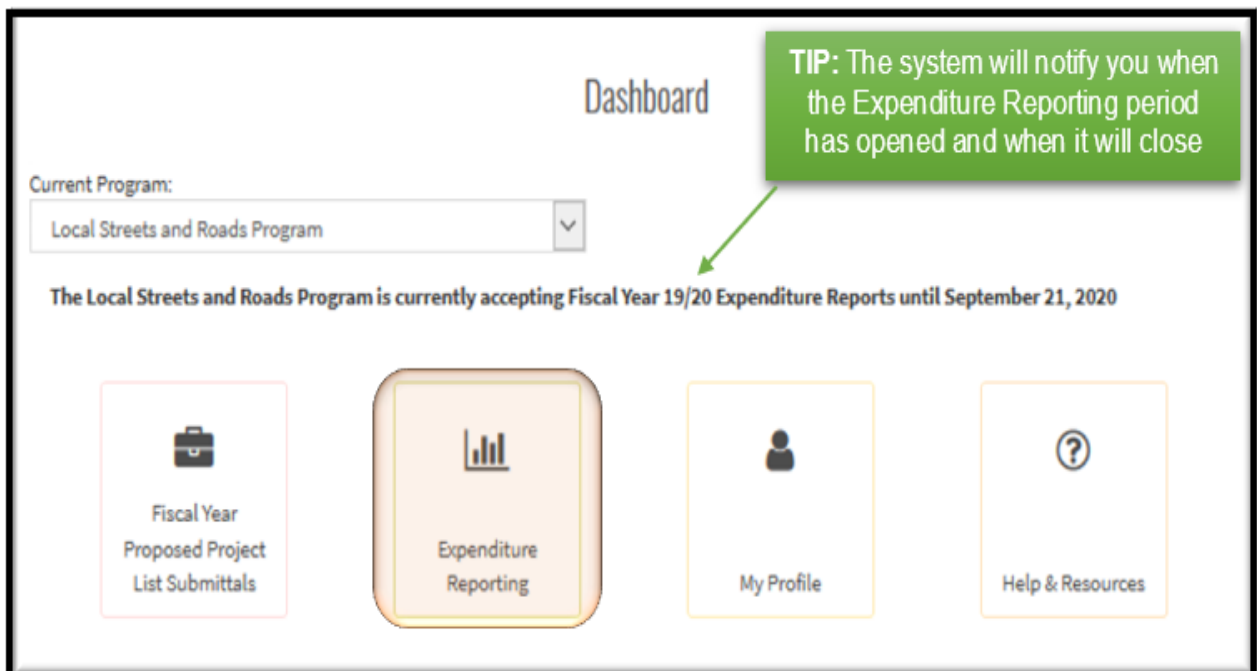 Dashboard
TIP: The system will notify you when
the Expenditure Reporting period
has opened and when it will close
Current Program:
Local Streets and Roads Program
The Local Streets and Roads Program is currently accepting Fiscal Year 19/20 Expenditure Reports until September 21, 2020
Fiscal Year
Proposed Project
List Submittals
Expenditure
Reporting
My Profile
Help & Resources